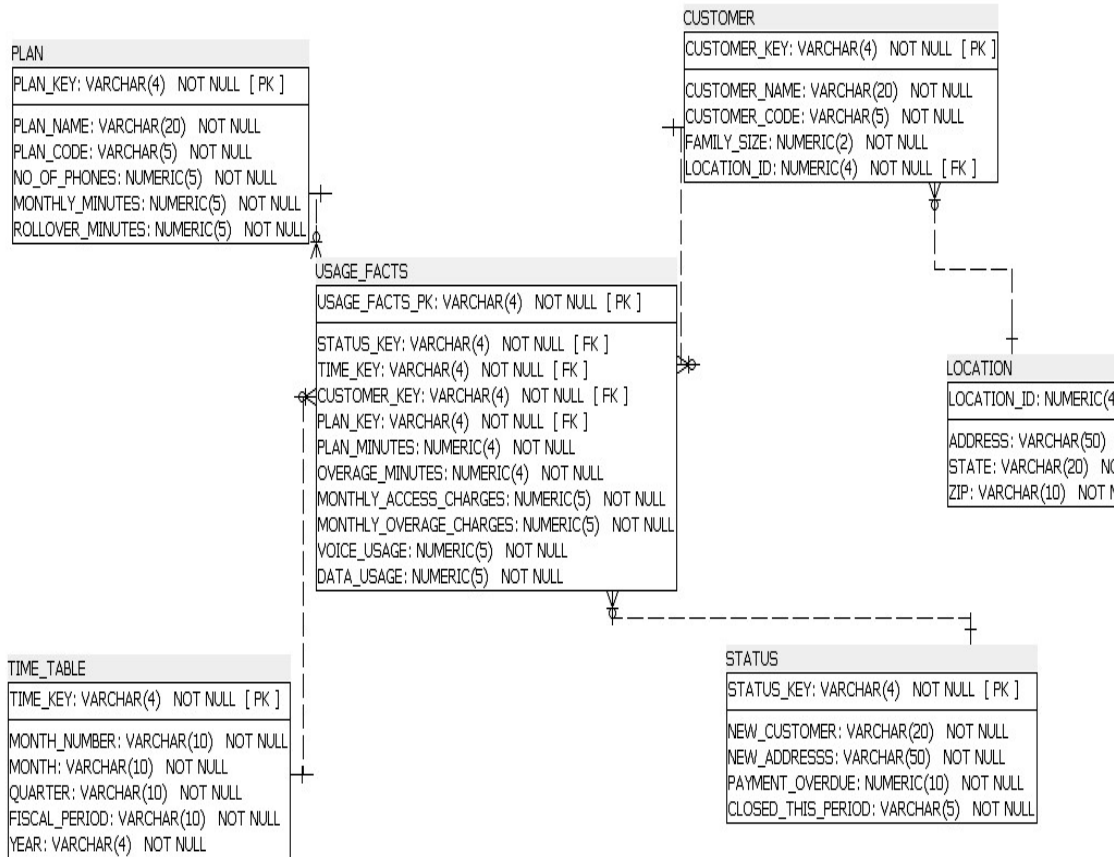 CUSTOMER
CUSTOMER_KEY: VARCHAR(4) NOT NULL [ PK ]
CUSTOMER_NAME: VARCHAR(20) NOT NULL
CUSTOMER_CODE: VARCHAR(5) NOT NULL
FAMILY_SIZE: NUMERIC(2) NOT NULL
LOCATION_ID: NUMERIC(4) NOT NULL [ FK ]
PLAN
PLAN_KEY: VARCHAR(4) NOT NULL [ PK ]
PLAN_NAME: VARCHAR(20) NOT NULL
PLAN_CODE: VARCHAR(5) NOT NULL
NO_OF_PHONES: NUMERIC(5) NOT NULL
MONTHLY_MINUTES: NUMERIC(5) NOT NULL
ROLLOVER_MINUTES: NUMERIC(5) NOT NULL
USAGE_FACTS
USAGE_FACTS_PK: VARCHAR(4) NOT NULL [ PK ]
STATUS_KEY: VARCHAR(4) NOT NULL [ FK ]
TIME_KEY: VARCHAR(4) NOT NULL [ FK ]
CUSTOMER_KEY: VARCHAR(4) NOT NULL [ FK ]
PLAN_KEY: VARCHAR(4) NOT NULL [ FK ]
PLAN_MINUTES: NUMERIC(4) NOT NULL
OVERAGE_MINUTES: NUMERIC(4) NOT NULL
MONTHLY_ACCESS_CHARGES: NUMERIC(5) NOT NULL
MONTHLY_OVERAGE_CHARGES: NUMERIC(5) NOT NULL
VOICE_USAGE: NUMERIC(5) NOT NULL
DATA_USAGE: NUMERIC(5) NOT NULL
LOCATION
LOCATION_ID: NUMERIC(4
ADDRESS: VARCHAR(50)
STATE: VARCHAR(20) NO
ZIP: VARCHAR(10) NOT N
TIME_TABLE
TIME_KEY: VARCHAR(4) NOT NULL [ PK ]
MONTH_NUMBER: VARCHAR(10) NOT NULL
MONTH: VARCHAR(10) NOT NULL
QUARTER: VARCHAR(10) NOT NULL
FISCAL_PERIOD: VARCHAR(10) NOT NULL
YEAR: VARCHAR(4) NOT NULL
STATUS
STATUS_KEY: VARCHAR(4) NOT NULL [ PK ]
NEW_CUSTOMER: VARCHAR(20) NOT NULL
NEW_ADDRESSS: VARCHAR(50) NOT NULL
PAYMENT_OVERDUE: NUMERIC(10) NOT NULL
CLOSED_THIS_PERIOD: VARCHAR(5) NOT NULL